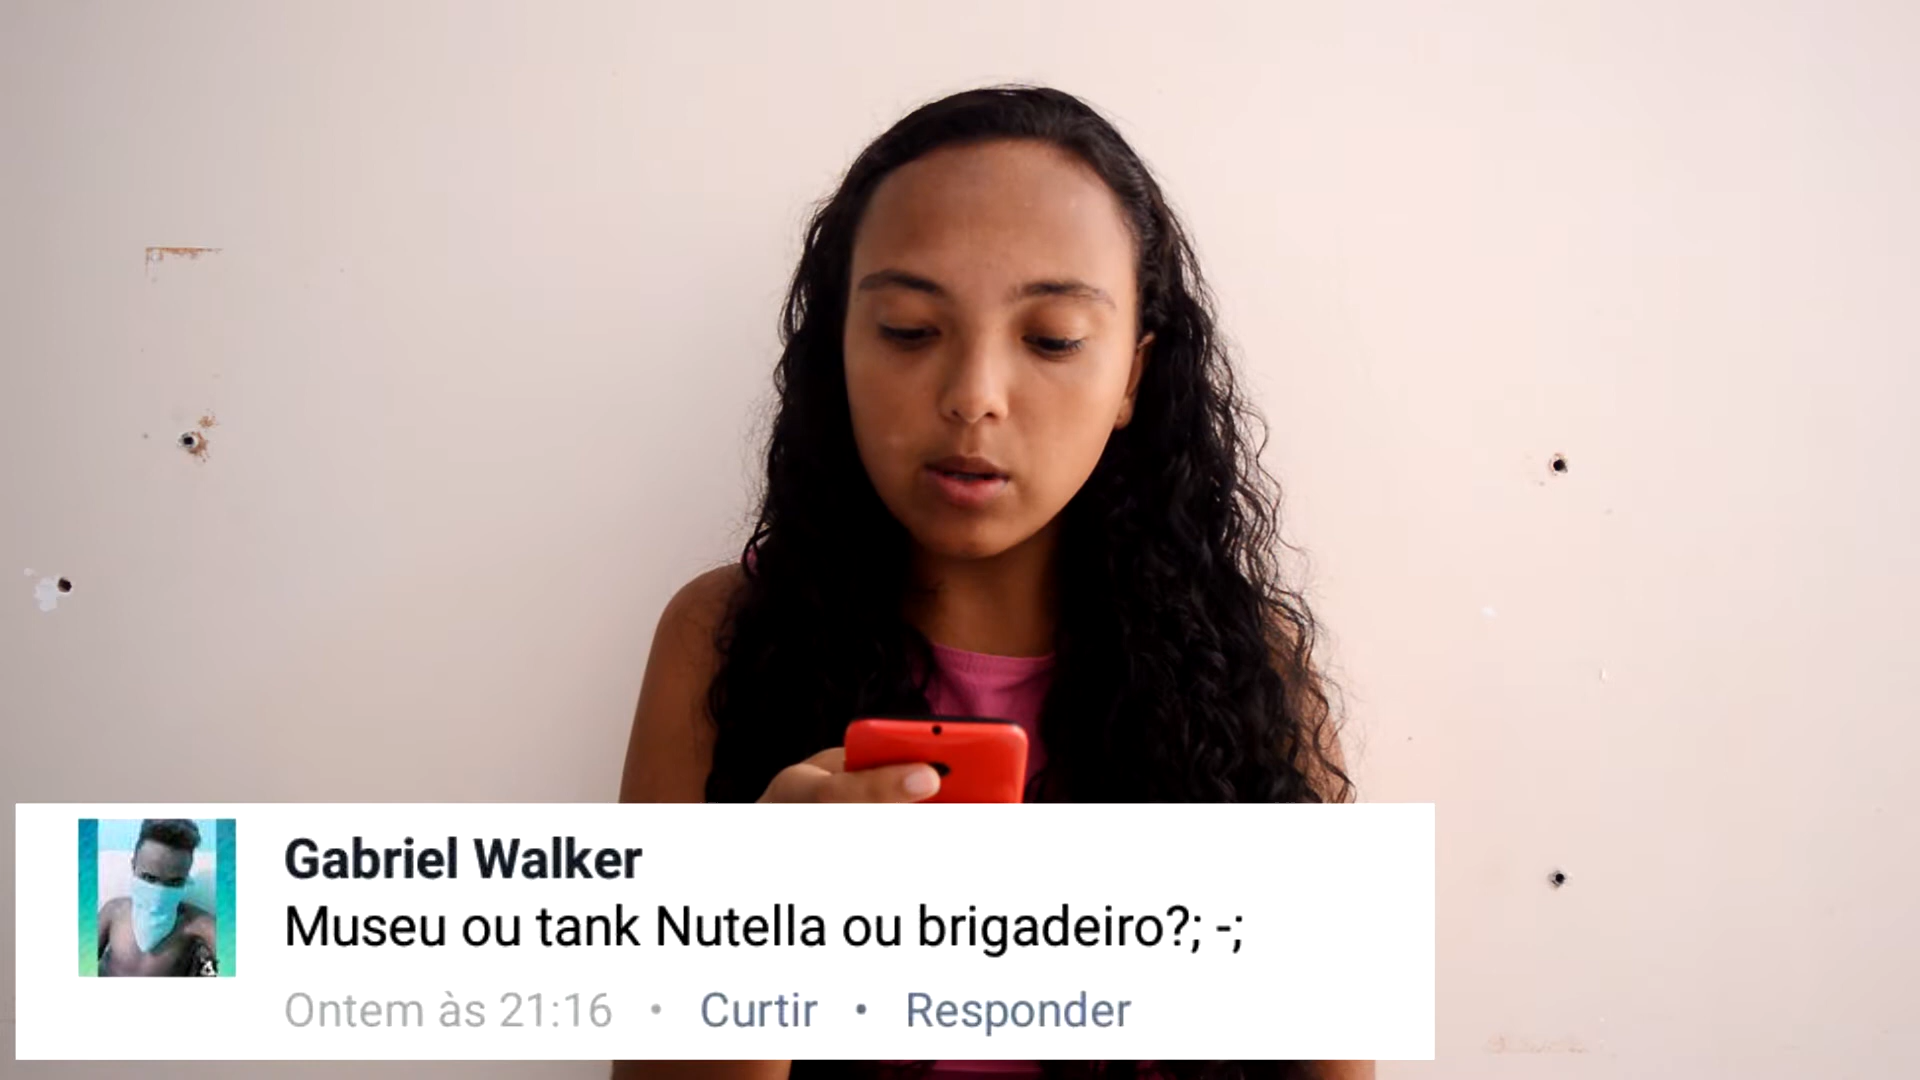 Gabriel Walker
Museu ou tank Nutella ou brigadeiro?; -;
Ontem às 21:16 • Curtir • Responder